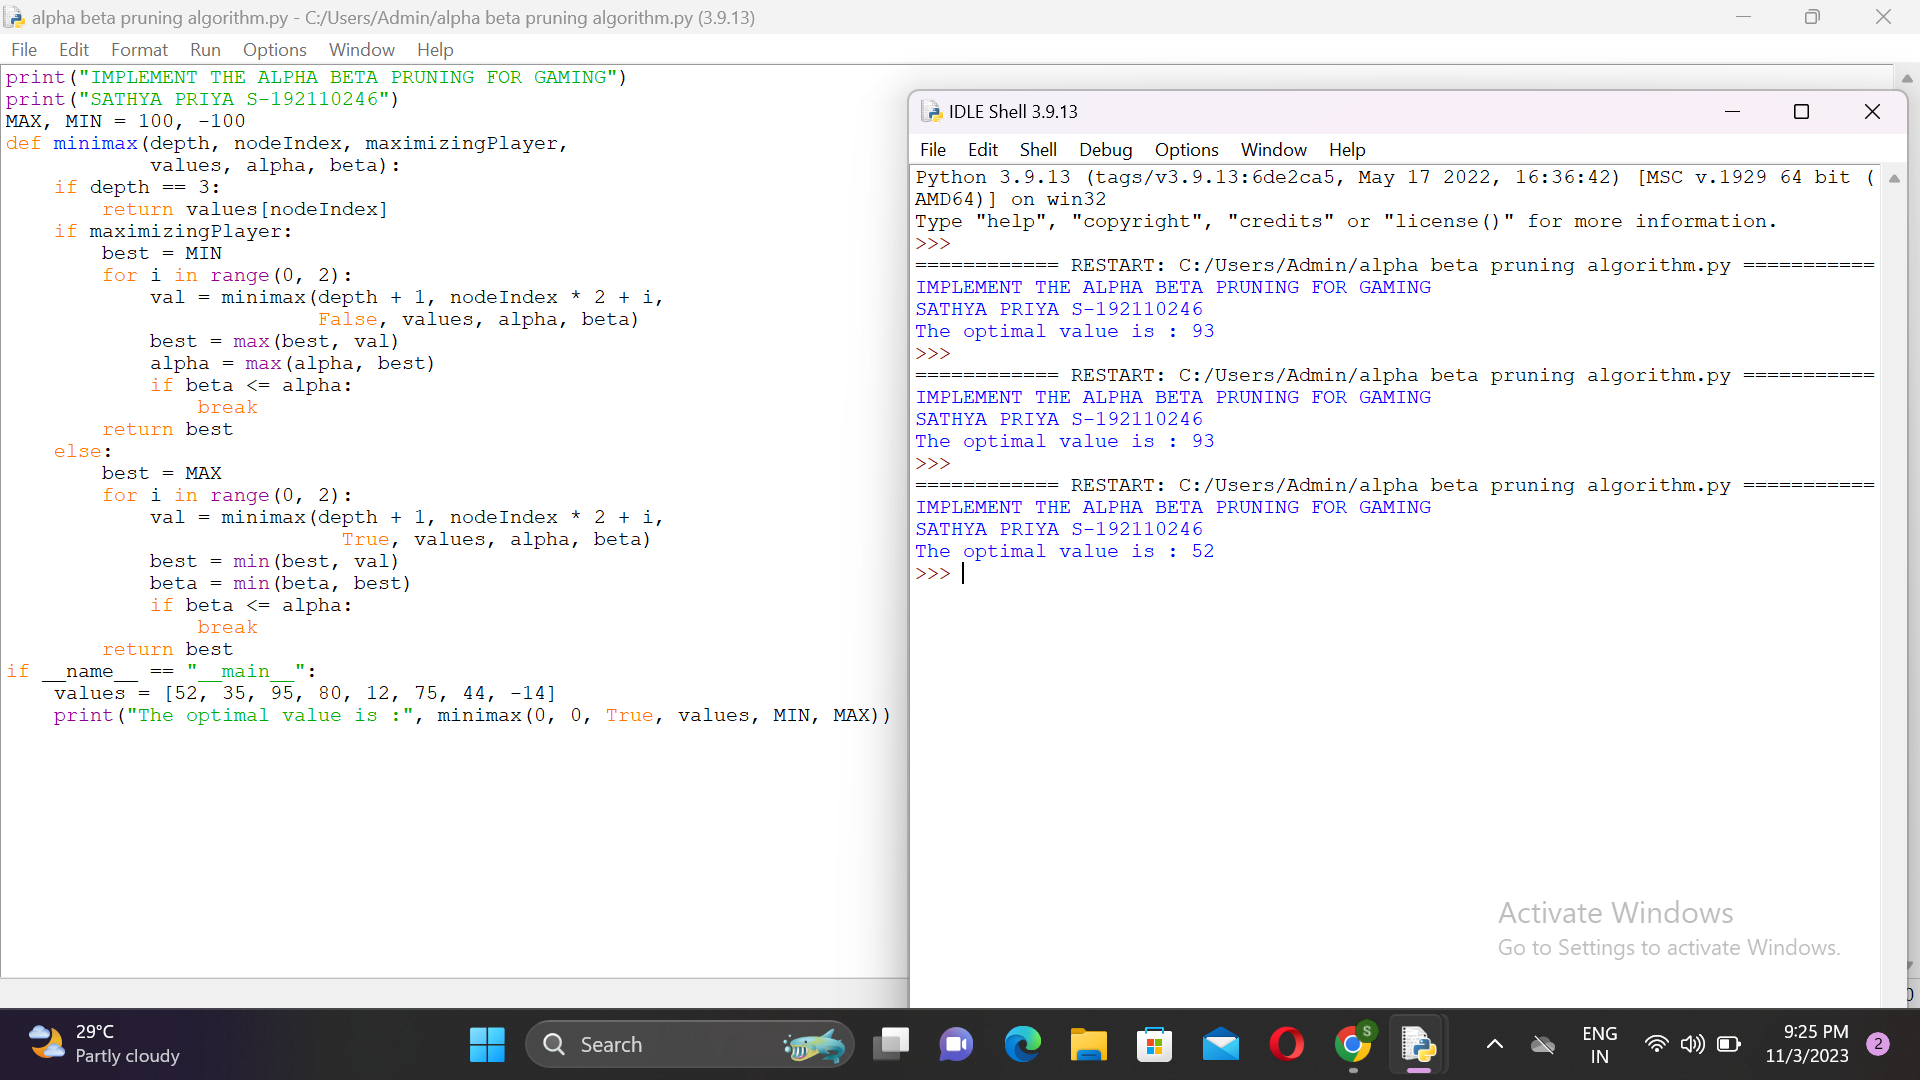 alpha beta pruning algorithm.py - C:/Users/Admin/alpha beta pruning algorithm.py (3.9.13)
File Edit Format Run Options Window Help
print("IMPLEMENT THE ALPHA BETA PRUNING FOR GAMING")
print("SATHYA PRIYA S-192110246")
MAX, MIN = 100, -100
def minimax(depth, nodeIndex, maximizingPlayer,
            values, alpha, beta):
    if depth == 3:
        return values[nodeIndex]
    if maximizingPlayer:
        best = MIN
        for i in range(0, 2):
            val = minimax(depth + 1, nodeIndex * 2 + i,
                          False, values, alpha, beta)
            best = max(best, val)
            alpha = max(alpha, best)
            if beta <= alpha:
                break
        return best
    else:
        best = MAX
        for i in range(0, 2):
            val = minimax(depth + 1, nodeIndex * 2 + i,
                            True, values, alpha, beta)
            best = min(best, val)
            beta = min(beta, best)
            if beta <= alpha:
                break
        return best
if __name__ == "__main__":
    values = [52, 35, 95, 80, 12, 75, 44, -14]
    print("The optimal value is :", minimax(0, 0, True, values, MIN, MAX))
IDLE Shell 3.9.13
File Edit Shell Debug Options Window Help
Python 3.9.13 (tags/v3.9.13:6de2ca5, May 17 2022, 16:36:42) [MSC v.1929 64 bit (
AMD64)] on win32
Type "help", "copyright", "credits" or "license()" for more information.
>>>
============ RESTART: C:/Users/Admin/alpha beta pruning algorithm.py ===========
IMPLEMENT THE ALPHA BETA PRUNING FOR GAMING
SATHYA PRIYA S-192110246
The optimal value is : 93
>>>
============ RESTART: C:/Users/Admin/alpha beta pruning algorithm.py ===========
IMPLEMENT THE ALPHA BETA PRUNING FOR GAMING
SATHYA PRIYA S-192110246
The optimal value is : 93
>>>
============ RESTART: C:/Users/Admin/alpha beta pruning algorithm.py ===========
IMPLEMENT THE ALPHA BETA PRUNING FOR GAMING
SATHYA PRIYA S-192110246
The optimal value is : 52
>>>
Activate Windows
Go to Settings to activate Windows.
29°C
Partly cloudy
Search
S
ENG
IN
9:25 PM
11/3/2023
2